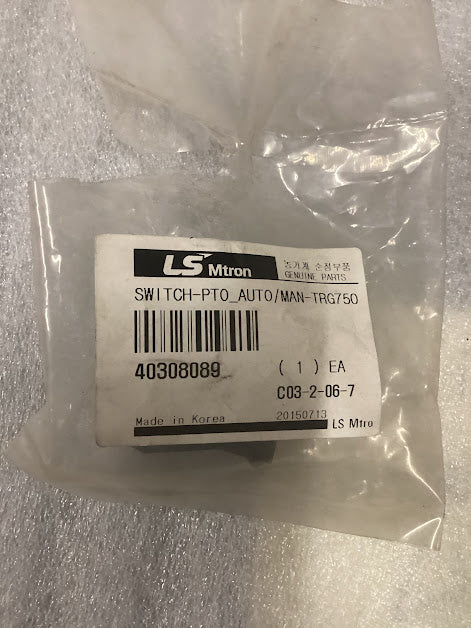 LS Mtron
농기계 순정부품
GENUINE PARTS
SWITCH-PTO_AUTO/MAN-TRG750
40308089
( 1 ) EA
C03-2-06-7
Made in Korea
20150713
LS Mtro